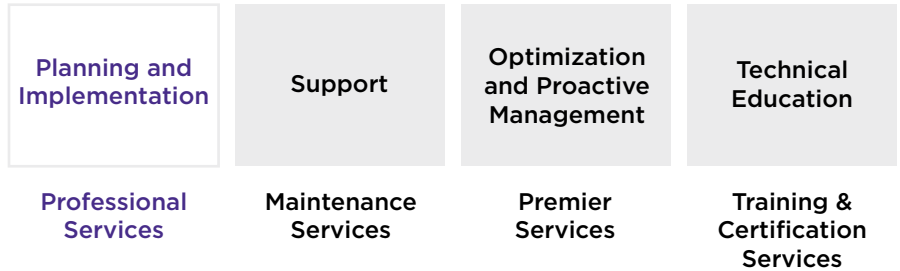 Planning and
Implementation
Support
Optimization
and Proactive
Management
Technical
Education
Professional
Services
Maintenance
Services
Premier
Services
Training &
Certification
Services